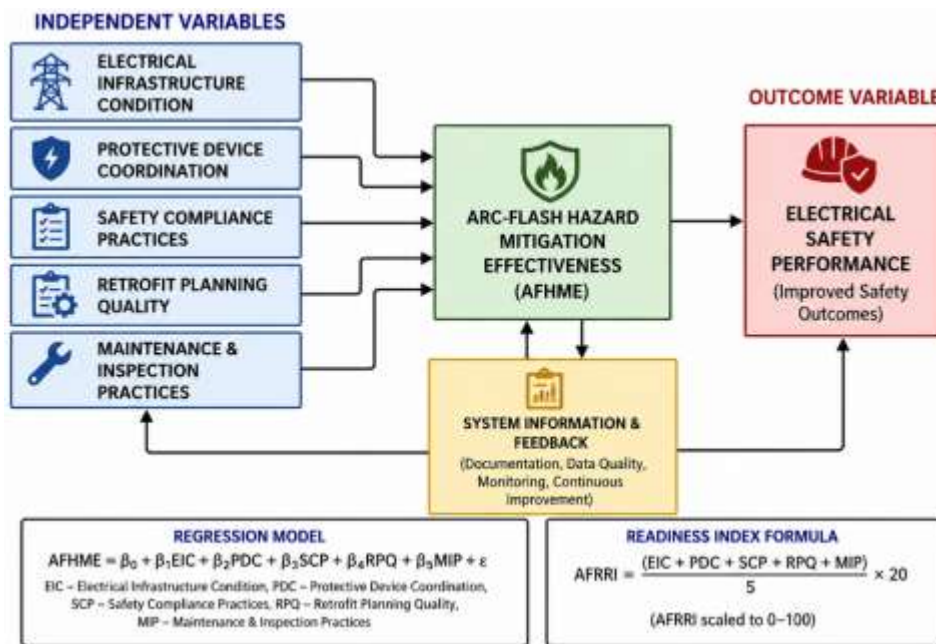 INDEPENDENT VARIABLES
ELECTRICAL
INFRASTRUCTURE
CONDITION
PROTECTIVE DEVICE
COORDINATION
SAFETY COMPLIANCE
PRACTICES
RETROFIT PLANNING
QUALITY
MAINTENANCE &
INSPECTION
PRACTICES
ARC-FLASH HAZARD
MITIGATION
EFFECTIVENESS
(AFHME)
SYSTEM INFORMATION &
FEEDBACK
(Documentation, Data Quality,
Monitoring, Continuous
Improvement)
OUTCOME VARIABLE
ELECTRICAL
SAFETY
PERFORMANCE
(Improved Safety
Outcomes)
REGRESSION MODEL
AFHME = β₀ + β₁EIC + β₂PDC + β₃SCP + β₄RPQ + β₅MIP + ε
EIC – Electrical Infrastructure Condition, PDC – Protective Device Coordination,
SCP – Safety Compliance Practices, RPQ – Retrofit Planning Quality,
MIP – Maintenance & Inspection Practices
READINESS INDEX FORMULA
AFRRI = (EIC + PDC + SCP + RPQ + MIP) / 5 × 20
(AFRRI scaled to 0–100)